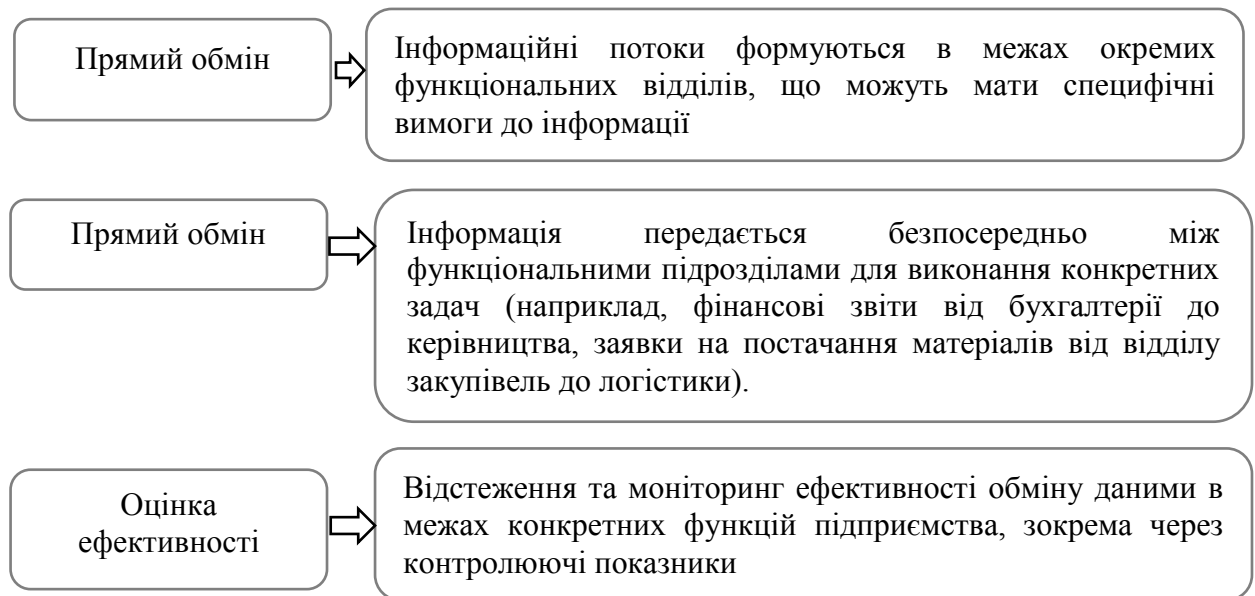 Прямий обмін
Інформаційні потоки формуються в межах окремих
функціональних відділів, що можуть мати специфічні
вимоги до інформації
Прямий обмін
Інформація передається безпосередньо між
функціональними підрозділами для виконання конкретних
задач (наприклад, фінансові звіти від бухгалтерії до
керівництва, заявки на постачання матеріалів від відділу
закупівель до логістики).
Оцінка
ефективності
Відстеження та моніторинг ефективності обміну даними в
межах конкретних функцій підприємства, зокрема через
контролюючі показники